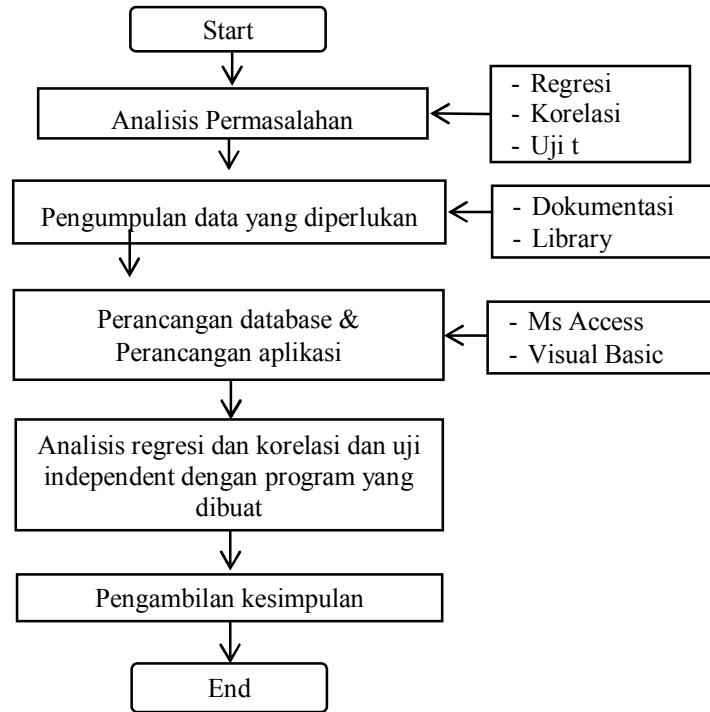 Start
Analisis Permasalahan
- Regresi
- Korelasi
- Uji t
Pengumpulan data yang diperlukan
- Dokumentasi
- Library
Perancangan database &
Perancangan aplikasi
- Ms Access
- Visual Basic
Analisis regresi dan korelasi dan uji
independent dengan program yang
dibuat
Pengambilan kesimpulan
End